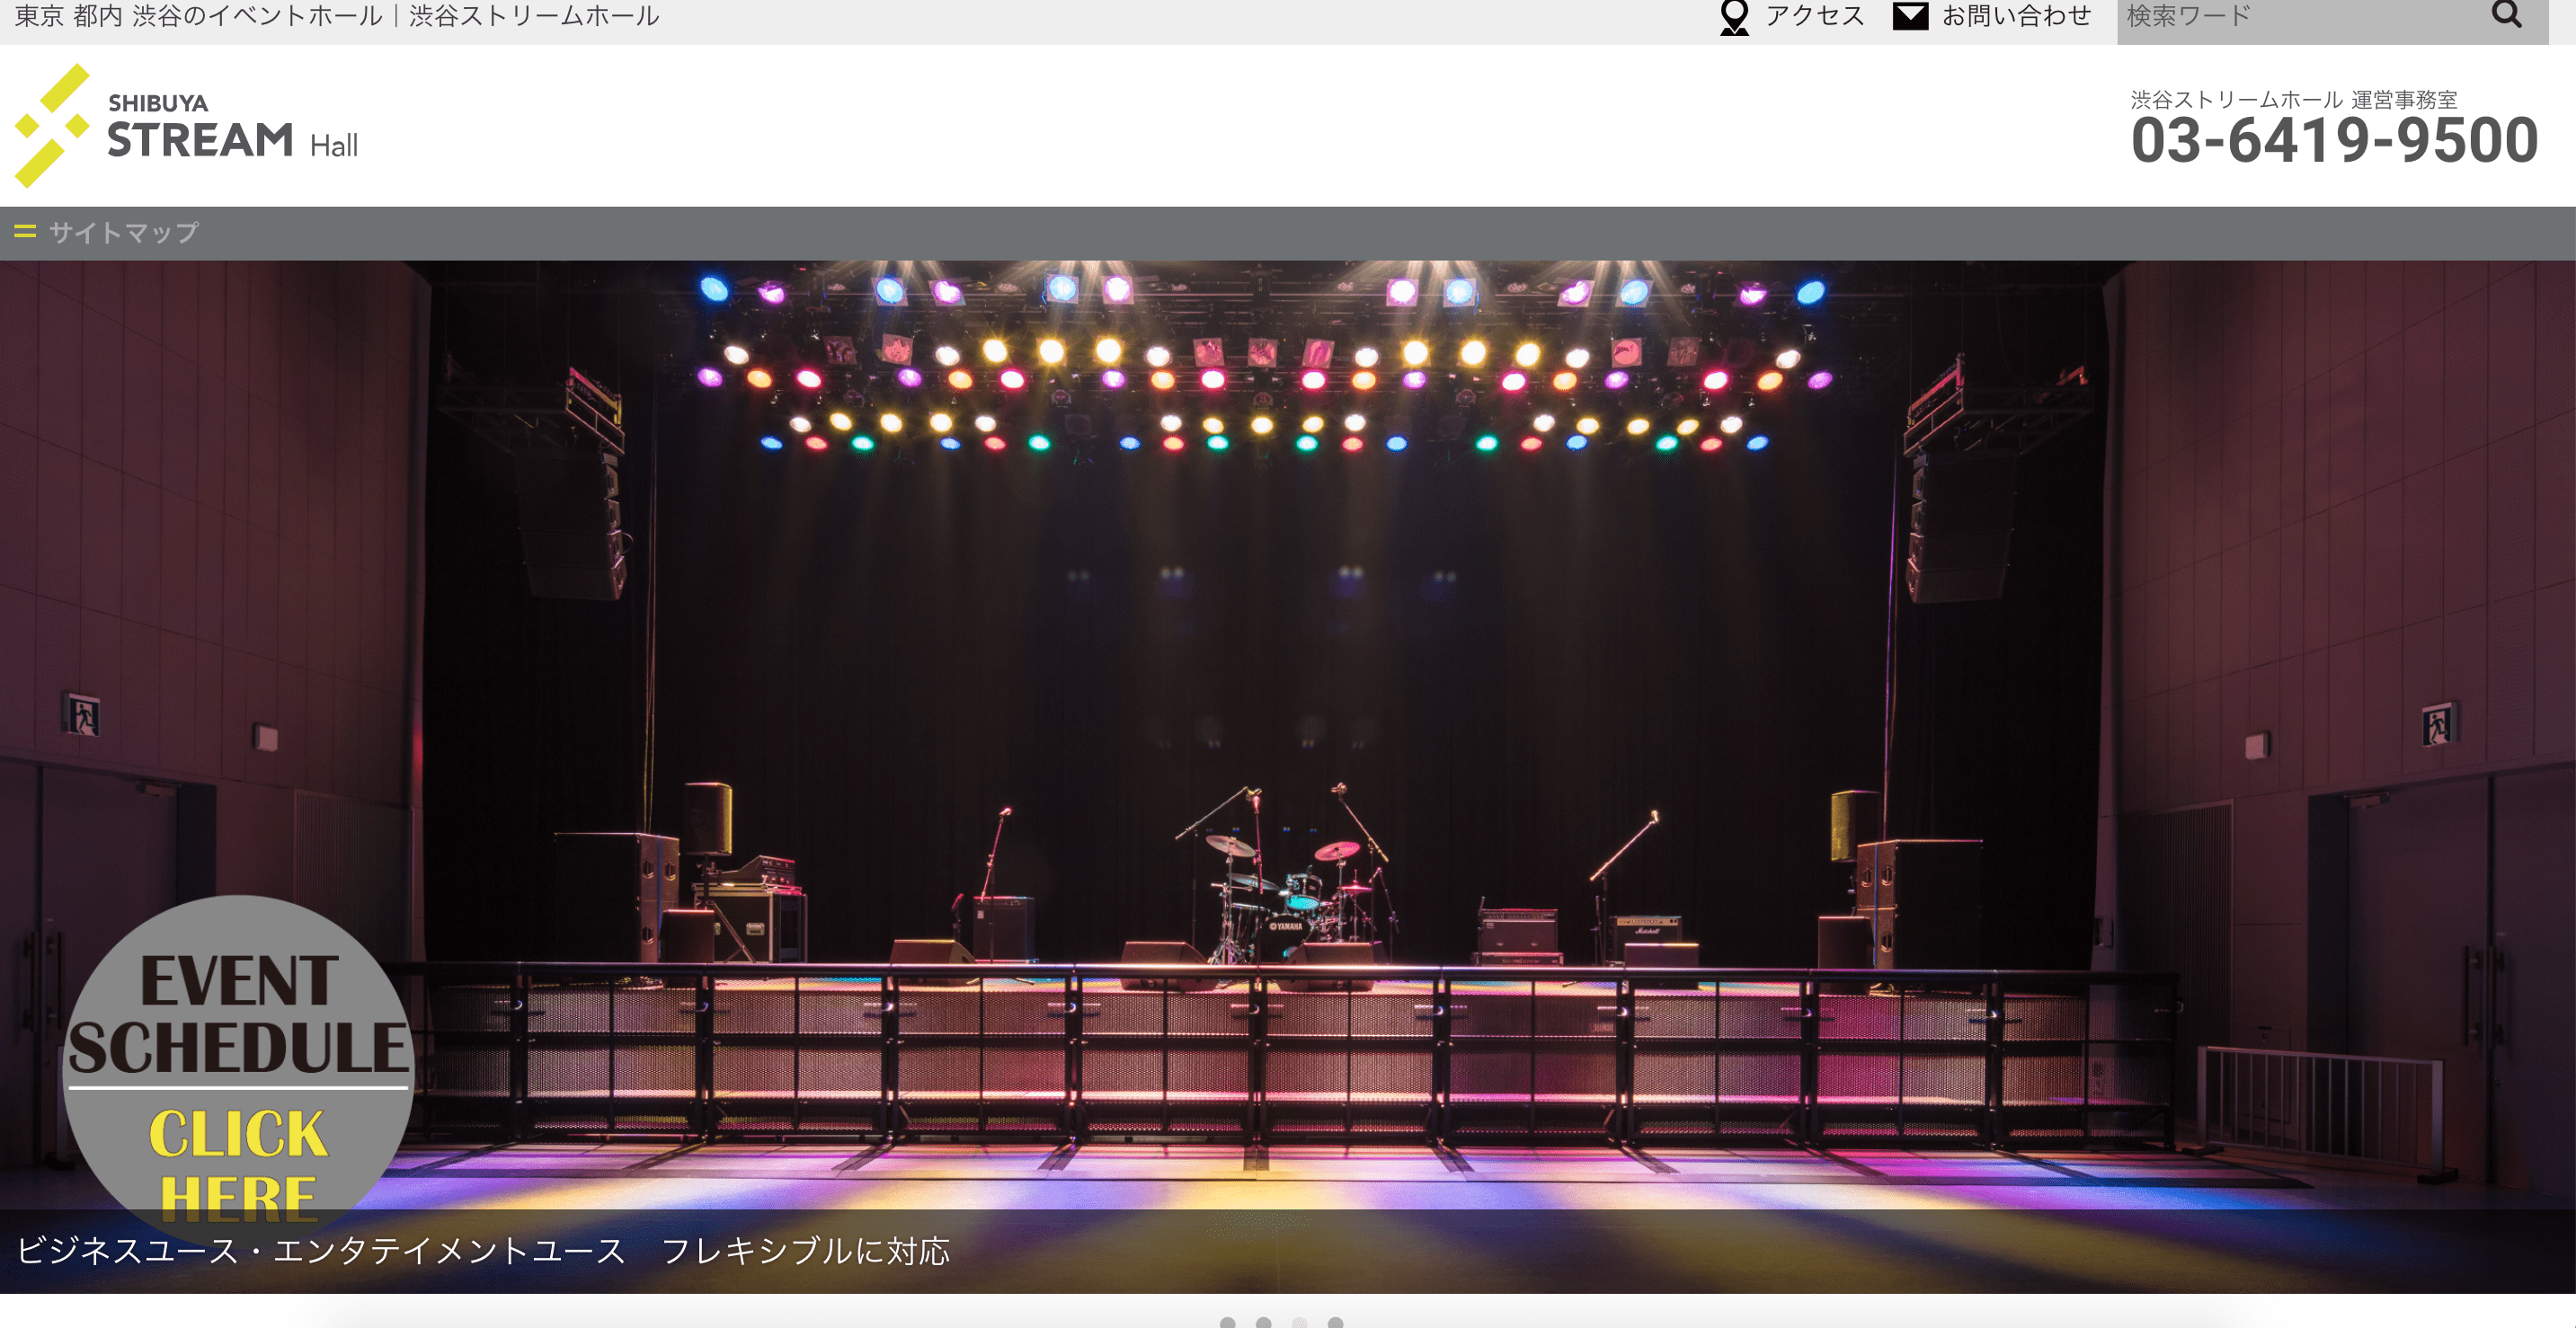 東京 都内 渋谷のイベントホール｜渋谷ストリームホール
アクセス
お問い合わせ
検索ワード
SHIBUYA
STREAM Hall
渋谷ストリームホール 運営事務室
03-6419-9500
サイトマップ
YAMAHA
Marshall
EVENT
SCHEDULE
CLICK
HERE
ビジネスユース・エンタテイメントユース　フレキシブルに対応